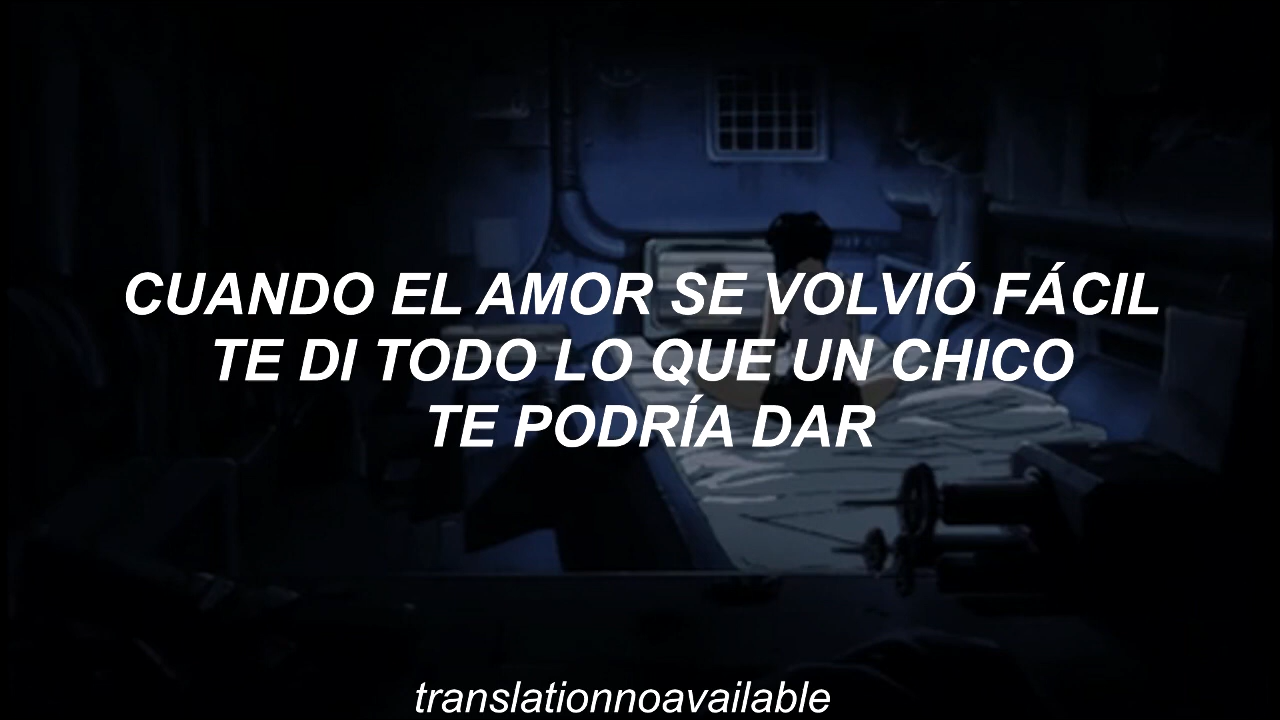 CUANDO EL AMOR SE VOLVIÓ FÁCIL
TE DI TODO LO QUE UN CHICO
TE PODRÍA DAR
translationnoavailable